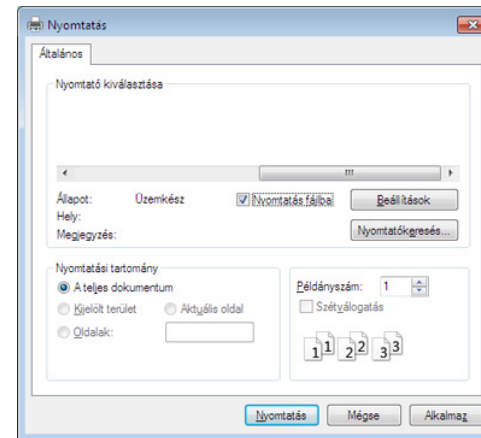 Nyomtatás
Általános
Nyomtató kiválasztása
Állapot: Üzemkész Nyomtatás fájlba Beállítások
Hely:
Megjegyzés: Nyomtatókeresés...
Nyomtatási tartomány
A teljes dokumentum Példányszám: 1
Kijelölt terület Aktuális oldal Szétválogatás
Oldalak:
1 1 2 2 3 3
Nyomtatás Mégse Alkalmaz